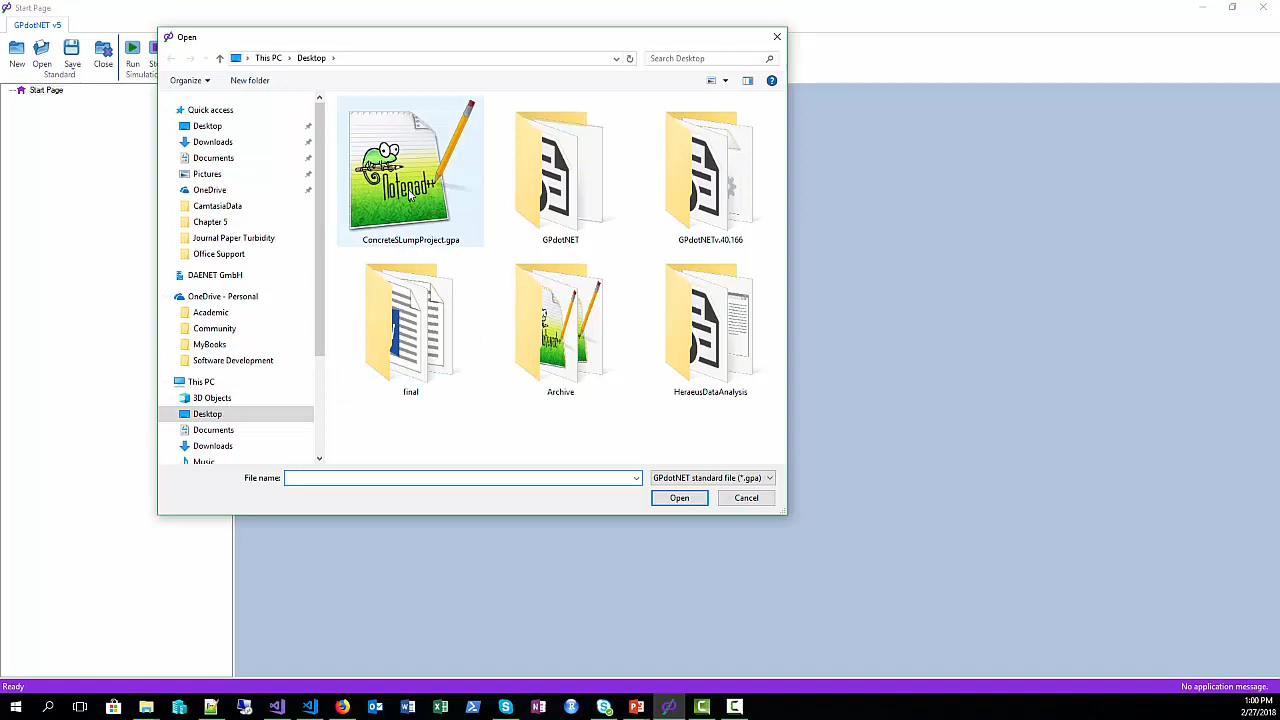 Start Page
GPdotNET v5
New
Open
Save
Close
Run
Standard
Simulati
Start Page
Open
This PC
Desktop
Search Desktop
Organize
New folder
Quick access
Desktop
Downloads
Documents
Pictures
OneDrive
CamtasiaData
Chapter 5
Journal Paper Turbidity
Office Support
DAENET GmbH
OneDrive - Personal
Academic
Community
MyBooks
Software Development
This PC
3D Objects
Desktop
Documents
Downloads
Music
Notepad++
ConcreteSLumpProject.gpa
GPdotNET
GPdotNETv.40.166
final
Archive
HeraeusDataAnalysis
File name:
GPdotNET standard file (*.gpa)
Open
Cancel
Ready
No application message.
1:00 PM
2/27/2018